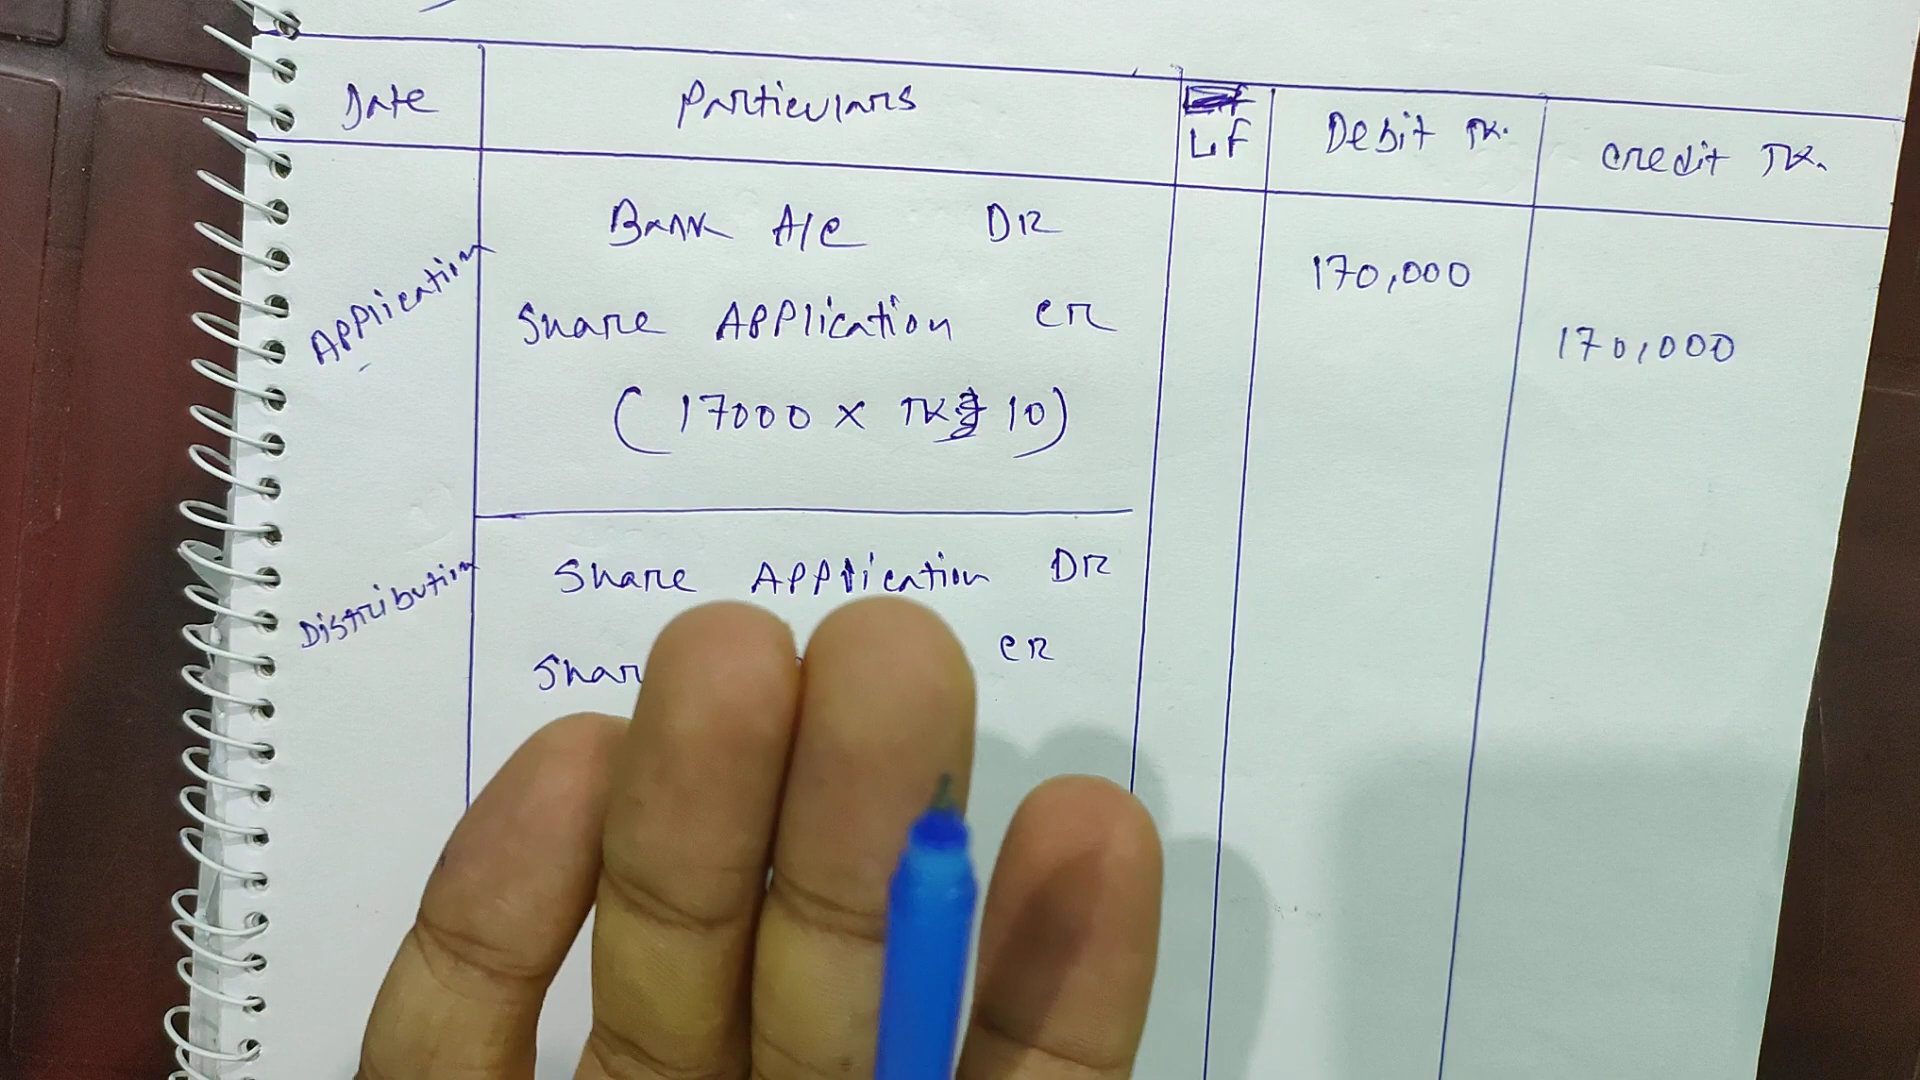 Date Particulars LF Debit TK. Credit TK.
Application
Bank A/C DR
170,000
Share Application CR
170,000
(17000 X TK 10)
Distribution
Share Application DR
CR